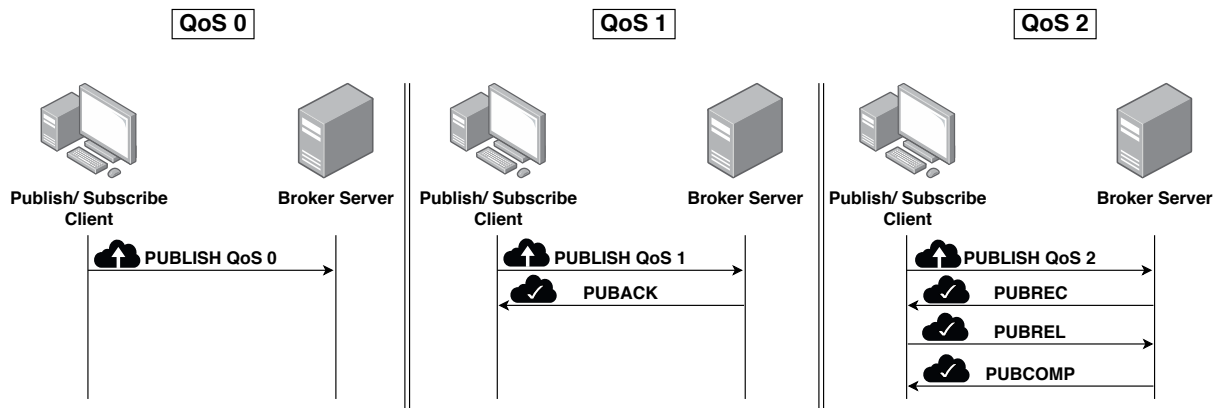 QoS 0
Publish/ Subscribe
Client
Broker Server
PUBLISH QoS 0
QoS 1
Publish/ Subscribe
Client
Broker Server
PUBLISH QoS 1
PUBACK
QoS 2
Publish/ Subscribe
Client
Broker Server
PUBLISH QoS 2
PUBREC
PUBREL
PUBCOMP